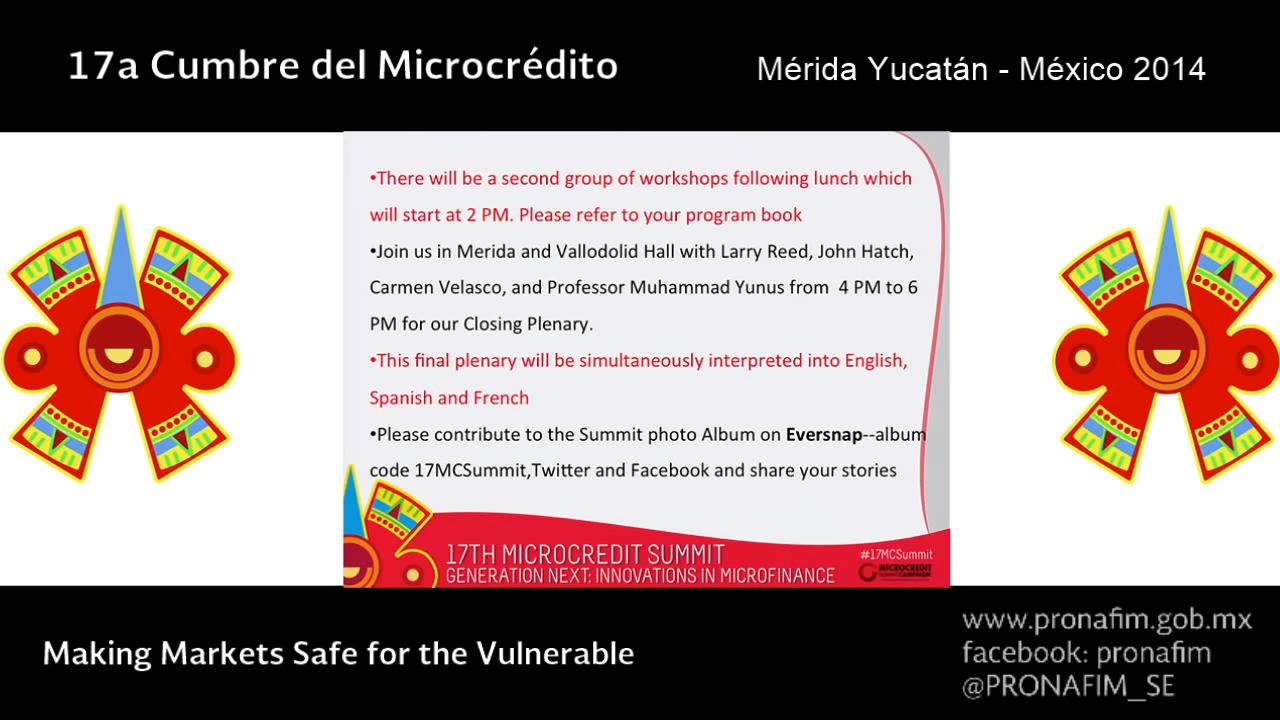 17a Cumbre del Microcrédito
Mérida Yucatán - México 2014
•There will be a second group of workshops following lunch which
will start at 2 PM. Please refer to your program book
•Join us in Merida and Vallodolid Hall with Larry Reed, John Hatch,
Carmen Velasco, and Professor Muhammad Yunus from 4 PM to 6
PM for our Closing Plenary.
•This final plenary will be simultaneously interpreted into English,
Spanish and French
•Please contribute to the Summit photo Album on Eversnap--album
code 17MCSummit,Twitter and Facebook and share your stories
17TH MICROCREDIT SUMMIT
GENERATION NEXT: INNOVATIONS IN MICROFINANCE
#17MCSummit
MICROCREDIT
SUMMIT CAMPAIGN
Making Markets Safe for the Vulnerable
www.pronafim.gob.mx
facebook: pronafim
@PRONAFIM_SE